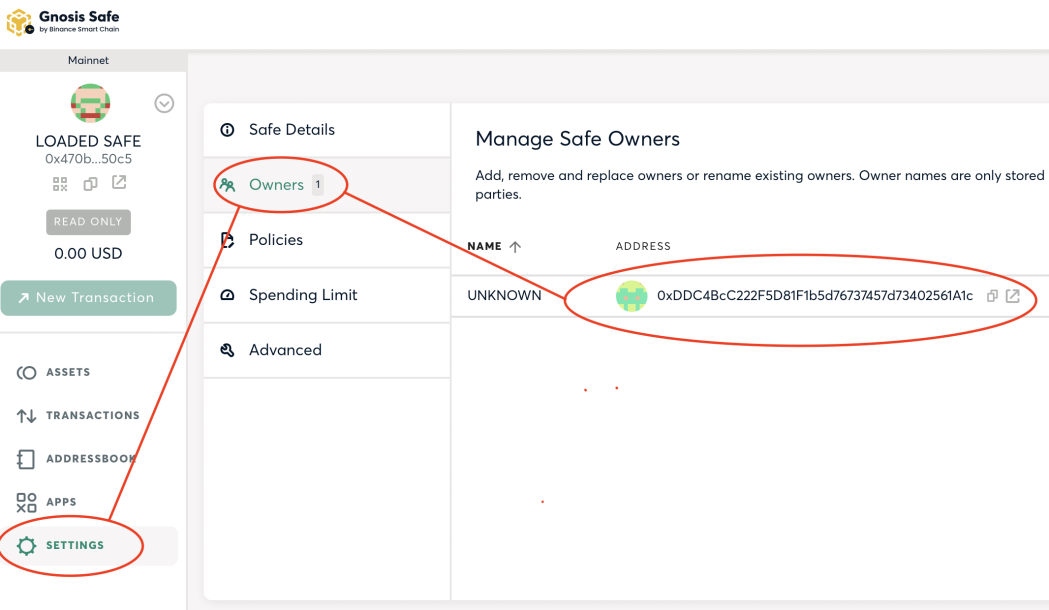 Gnosis Safe
by Binance Smart Chain
Mainnet
LOADED SAFE
0x470b...50c5
READ ONLY
0.00 USD
New Transaction
ASSETS
TRANSACTIONS
ADDRESSBOOK
APPS
SETTINGS
Safe Details
Owners 1
Policies
Spending Limit
Advanced
Manage Safe Owners
Add, remove and replace owners or rename existing owners. Owner names are only stored
parties.
NAME ADDRESS
UNKNOWN 0xDDC4BcC222F5D81F1b5d76737457d73402561A1c